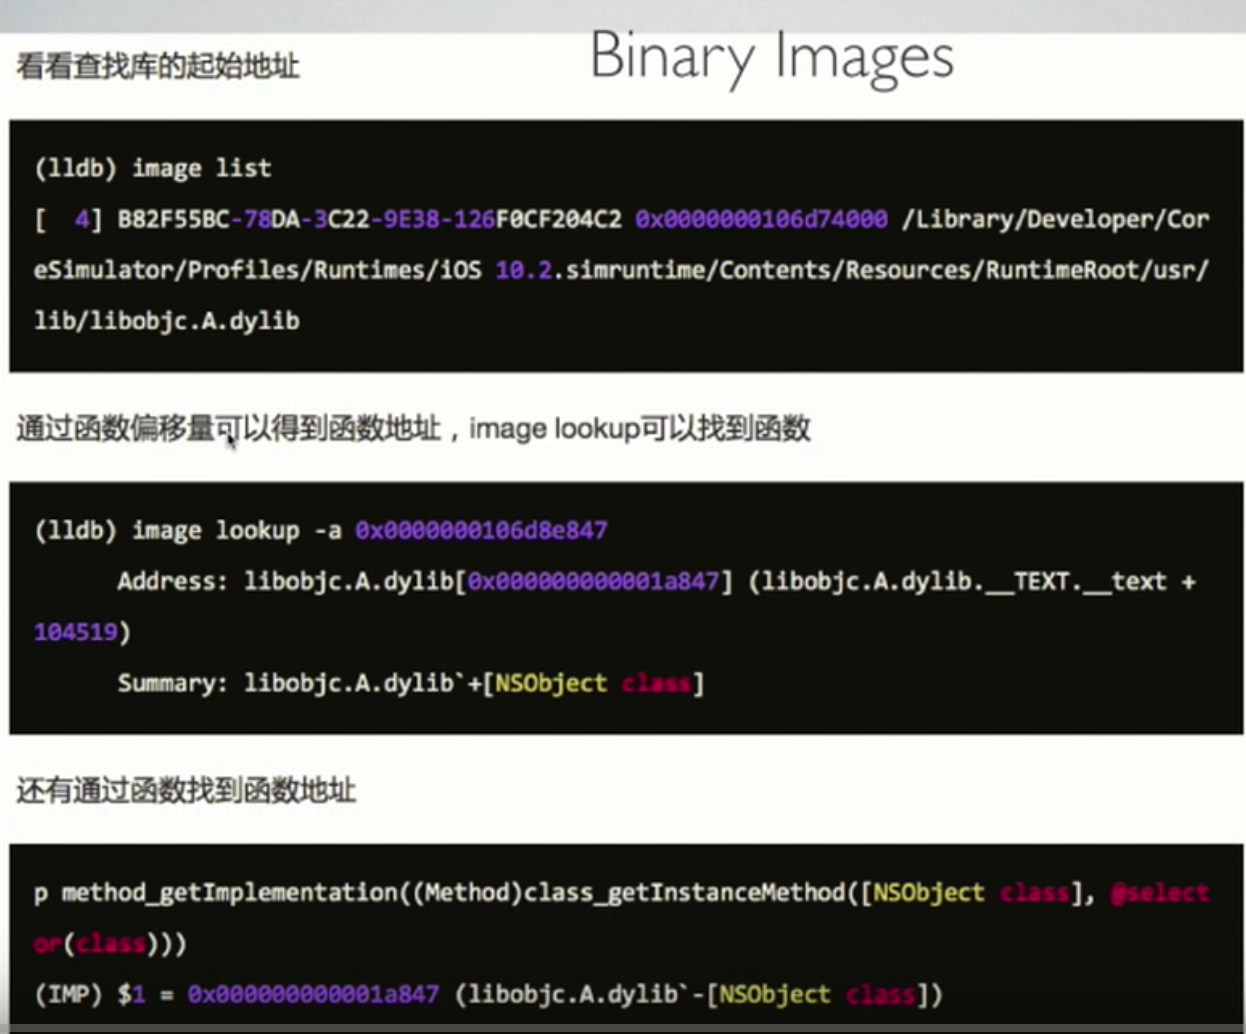 Binary Images
看看查找库的起始地址
(lldb) image list
[  4] B82F55BC-78DA-3C22-9E38-126F0CF204C2 0x0000000106d74000 /Library/Developer/Cor
eSimulator/Profiles/Runtimes/iOS 10.2.simruntime/Contents/Resources/RuntimeRoot/usr/
lib/libobjc.A.dylib
通过函数偏移量可以得到函数地址，image lookup可以找到函数
(lldb) image lookup -a 0x0000000106d8e847
      Address: libobjc.A.dylib[0x000000000001a847] (libobjc.A.dylib.__TEXT.__text +
104519)
      Summary: libobjc.A.dylib`+[NSObject class]
还有通过函数找到函数地址
p method_getImplementation((Method)class_getInstanceMethod([NSObject class], @select
or(class)))
(IMP) $1 = 0x000000000001a847 (libobjc.A.dylib`-[NSObject class])